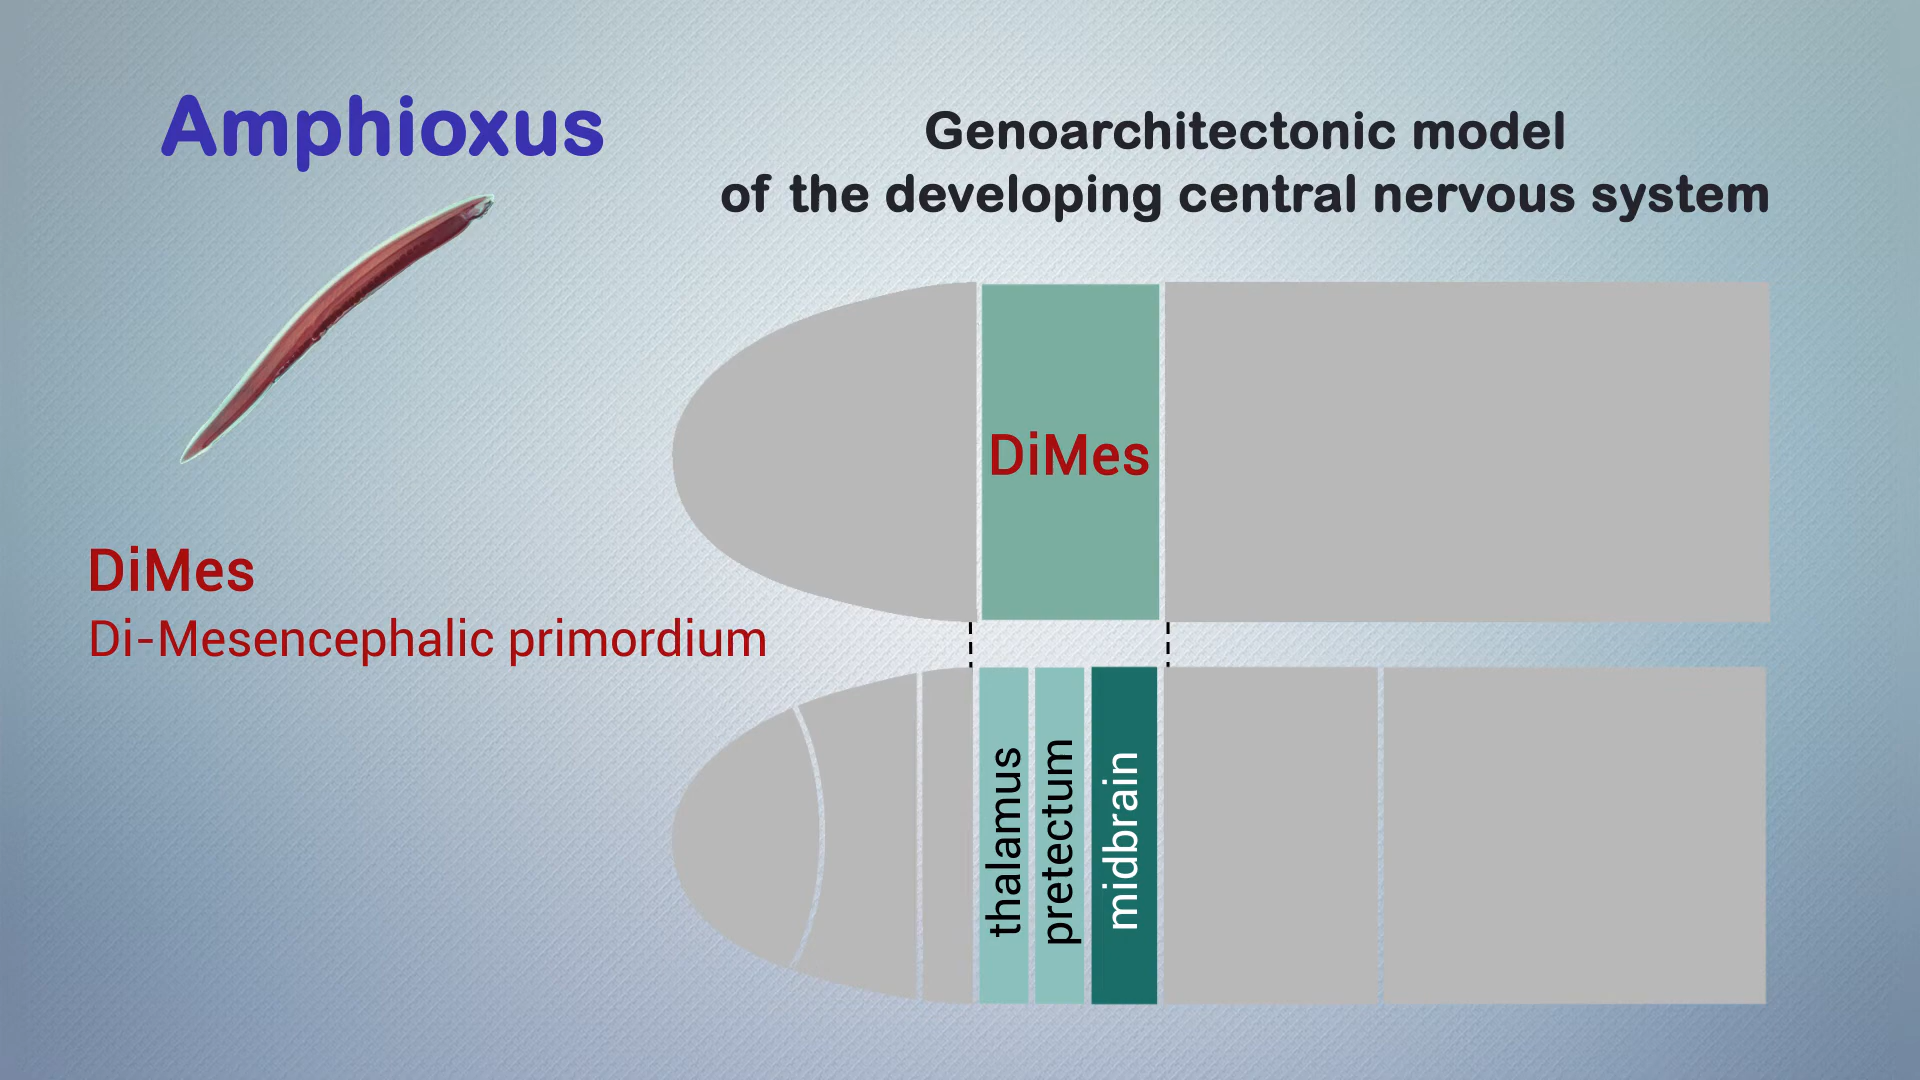 Amphioxus
Genoarchitectonic model
of the developing central nervous system
DiMes
DiMes
Di-Mesencephalic primordium
thalamus
pretectum
midbrain